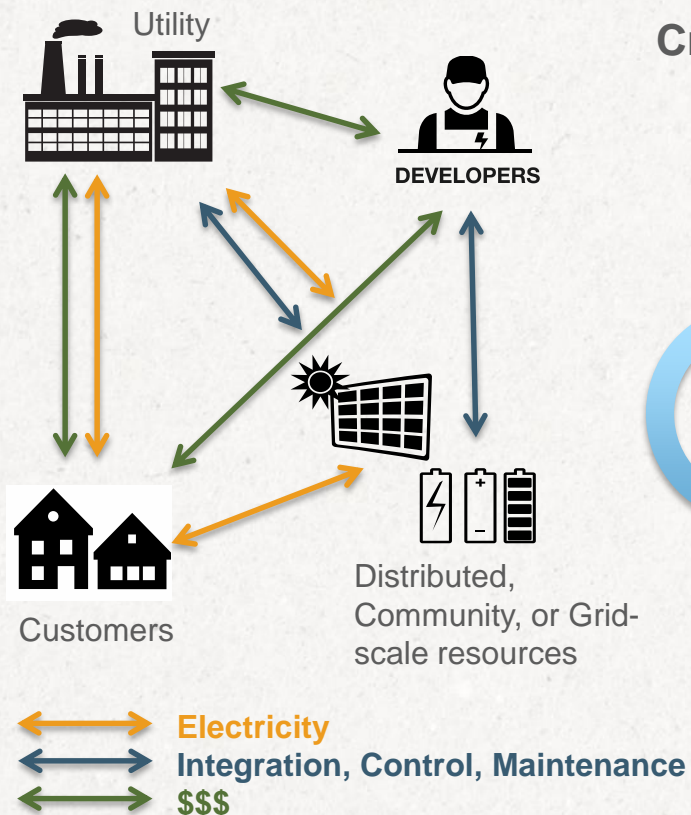 Utility
DEVELOPERS
Customers
Distributed,
Community, or Grid-
scale resources
Electricity
Integration, Control, Maintenance
$$$